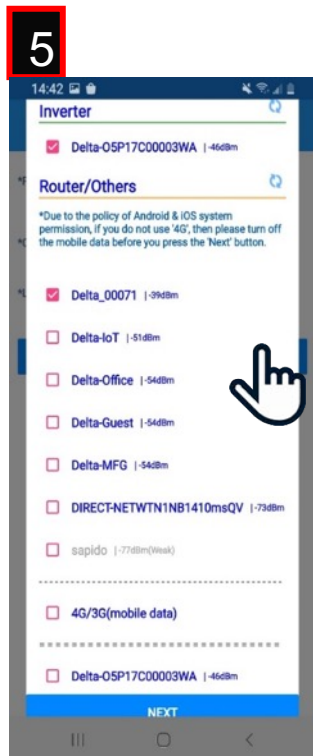 5
14:42
Inverter
Delta-O5P17C00003WA | -46dBm
Router/Others
*Due to the policy of Android & iOS system
permission, if you do not use '4G', then please turn off
the mobile data before you press the 'Next' button.
Delta_00071 | -39dBm
Delta-IoT | -51dBm
Delta-Office | -54dBm
Delta-Guest | -54dBm
Delta-MFG | -54dBm
DIRECT-NETWTN1NB1410msQV | -73dBm
sapido | -77dBm(Weak)
4G/3G(mobile data)
Delta-O5P17C00003WA | -46dBm
NEXT